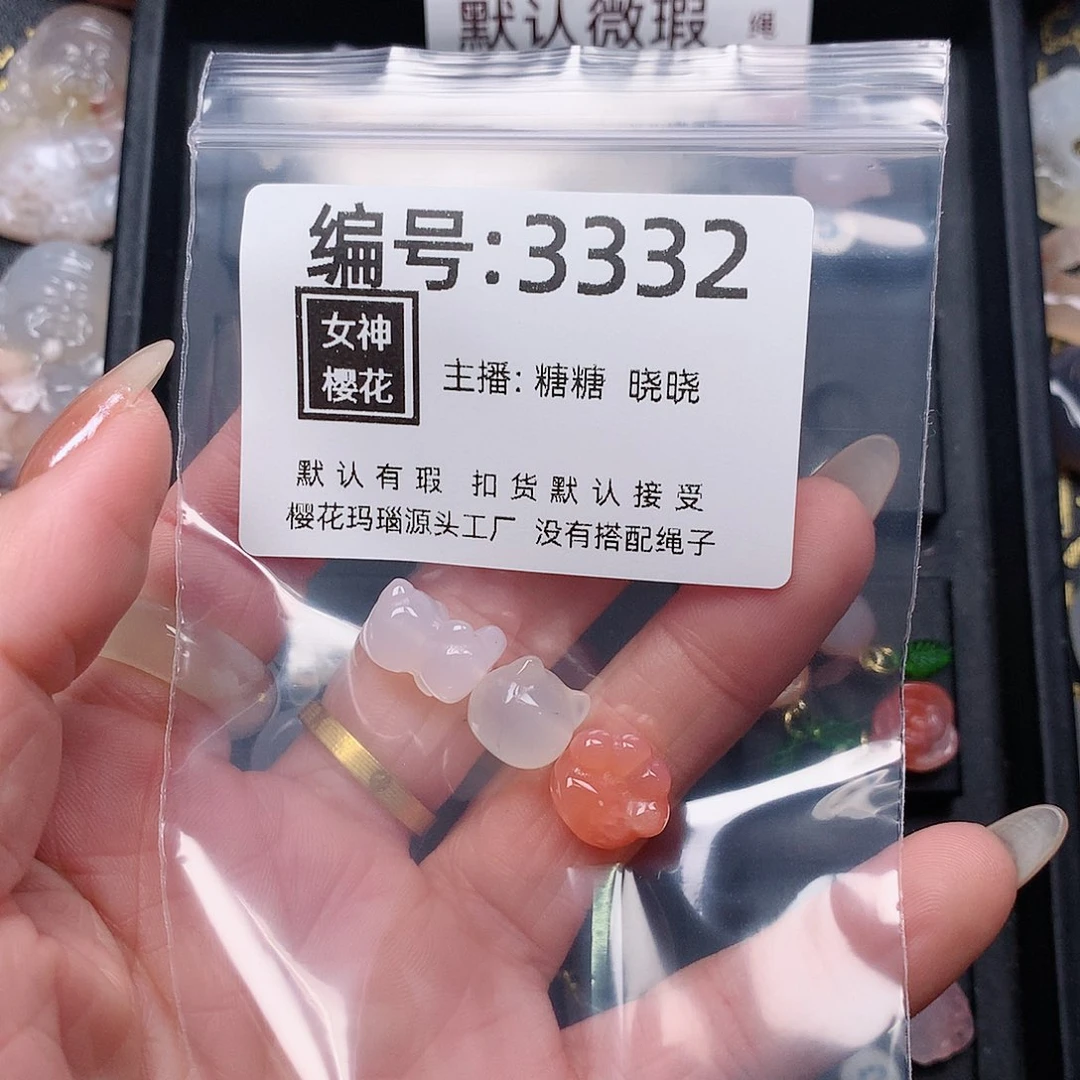 默认微瑕 绳
编号:3332
女神
樱花
主播: 糖糖 晓晓
默认有瑕 扣货默认接受
樱花玛瑙源头工厂 没有搭配绳子